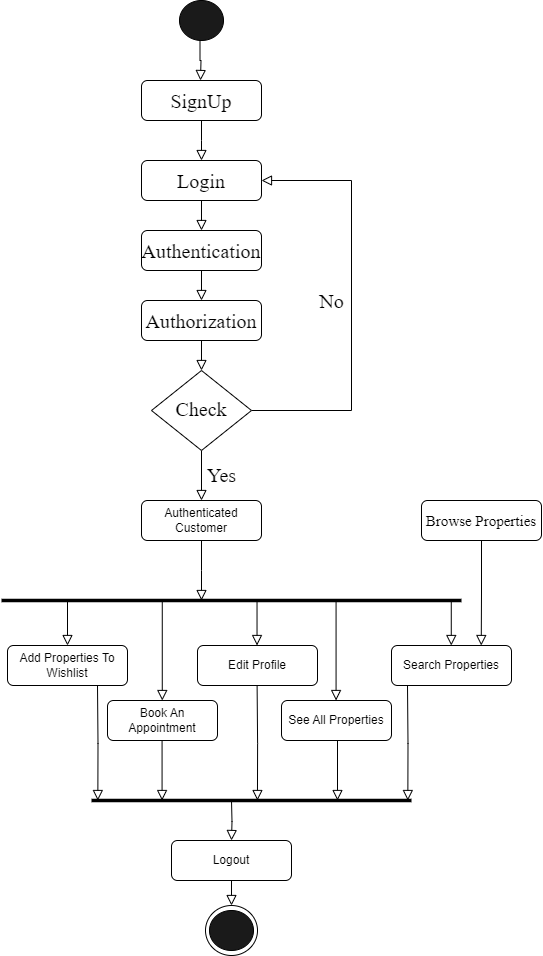 SignUp
Login
Authentication
Authorization
No
Check
Yes
Authenticated
Customer
Browse Properties
Add Properties To
Wishlist
Edit Profile
Search Properties
Book An
Appointment
See All Properties
Logout